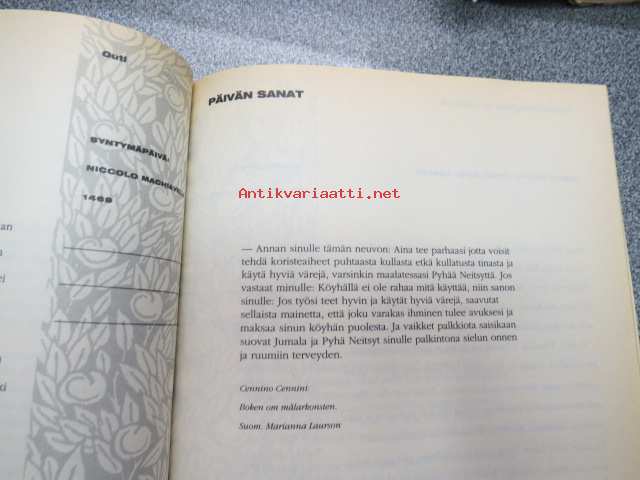 Outi
SYNTYMÄPÄIVÄ:
NICCOLO MACHIAVELLI
1469
an
n
ei
ti
PÄIVÄN SANAT
Antikvariaatti.net
— Annan sinulle tämän neuvon: Aina tee parhaasi jotta voisit
tehdä koristeaiheet puhtaasta kullasta etkä kullatusta tinasta ja
käytä hyviä värejä, varsinkin maalatessasi Pyhää Neitsyttä. Jos
vastaat minulle: Köyhällä ei ole rahaa mitä käyttää, niin sanon
sinulle: Jos työsi teet hyvin ja käytät hyviä värejä, saavutat
sellaista mainetta, että joku varakas ihminen tulee avuksesi ja
maksaa sinun köyhän puolesta. Ja vaikket palkkiota saisikaan
suovat Jumala ja Pyhä Neitsyt sinulle palkintona sielun onnen
ja ruumiin terveyden.
Cennino Cennini
Boken om målarkonsten.
Suom. Marianna Laurson